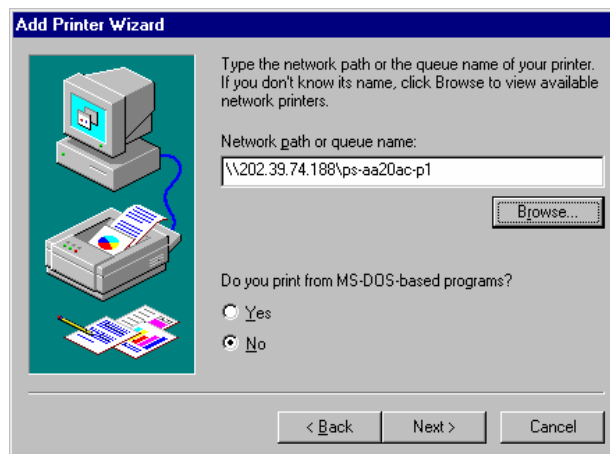 Add Printer Wizard
Type the network path or the queue name of your printer.
If you don't know its name, click Browse to view available
network printers.
Network path or queue name:
\\202.39.74.188\ps-aa20ac-p1
Browse...
Do you print from MS-DOS-based programs?
Yes
No
< Back
Next >
Cancel